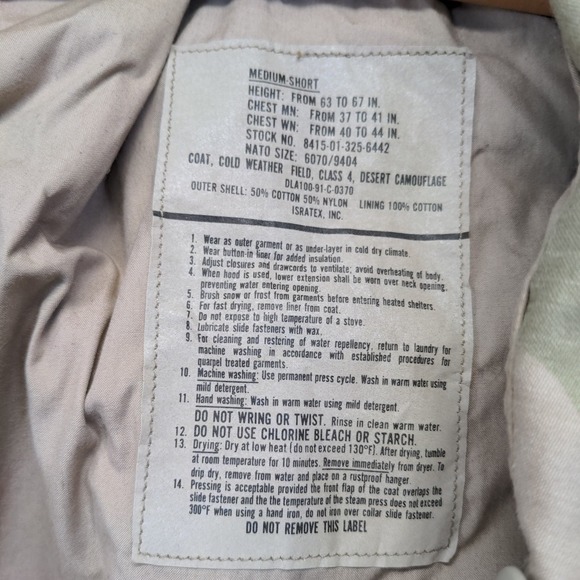 MEDIUM-SHORT
HEIGHT: FROM 63 TO 67 IN.
CHEST MN: FROM 37 TO 41 IN.
CHEST WN: FROM 40 TO 44 IN.
STOCK NO. 8415-01-325-6442
NATO SIZE: 6070/9404
COAT, COLD WEATHER FIELD, CLASS 4, DESERT CAMOUFLAGE
DLA100-91-C-0370
OUTER SHELL: 50% COTTON 50% NYLON LINING 100% COTTON
ISRATEX, INC.
1. Wear as outer garment or as under-layer in cold dry climate.
2. Wear button-in liner for added insulation.
3. Adjust closures and drawcords to ventilate; avoid overheating of body.
4. When hood is used, lower extension shall be worn over neck opening,
preventing water entering opening.
5. Brush snow or frost from garments before entering heated shelters.
6. For fast drying, remove liner from coat.
7. Do not expose to high temperature of a stove.
8. Lubricate slide fasteners with wax.
9. For cleaning and restoring of water repellency, return to laundry for
machine washing in accordance with established procedures for
quarpel treated garments.
10. Machine washing: Use permanent press cycle. Wash in warm water using
mild detergent.
11. Hand washing: Wash in warm water using mild detergent.
DO NOT WRING OR TWIST. Rinse in clean warm water.
12. DO NOT USE CHLORINE BLEACH OR STARCH.
13. Drying: Dry at low heat (do not exceed 130°F). After drying, tumble
at room temperature for 10 minutes. Remove immediately from dryer. To
drip dry, remove from water and place on a rustproof hanger.
14. Pressing is acceptable provided the front flap of the coat overlaps the
slide fastener and the the temperature of the steam press does not exceed
300°F when using a hand iron, do not iron over collar slide fastener.
DO NOT REMOVE THIS LABEL